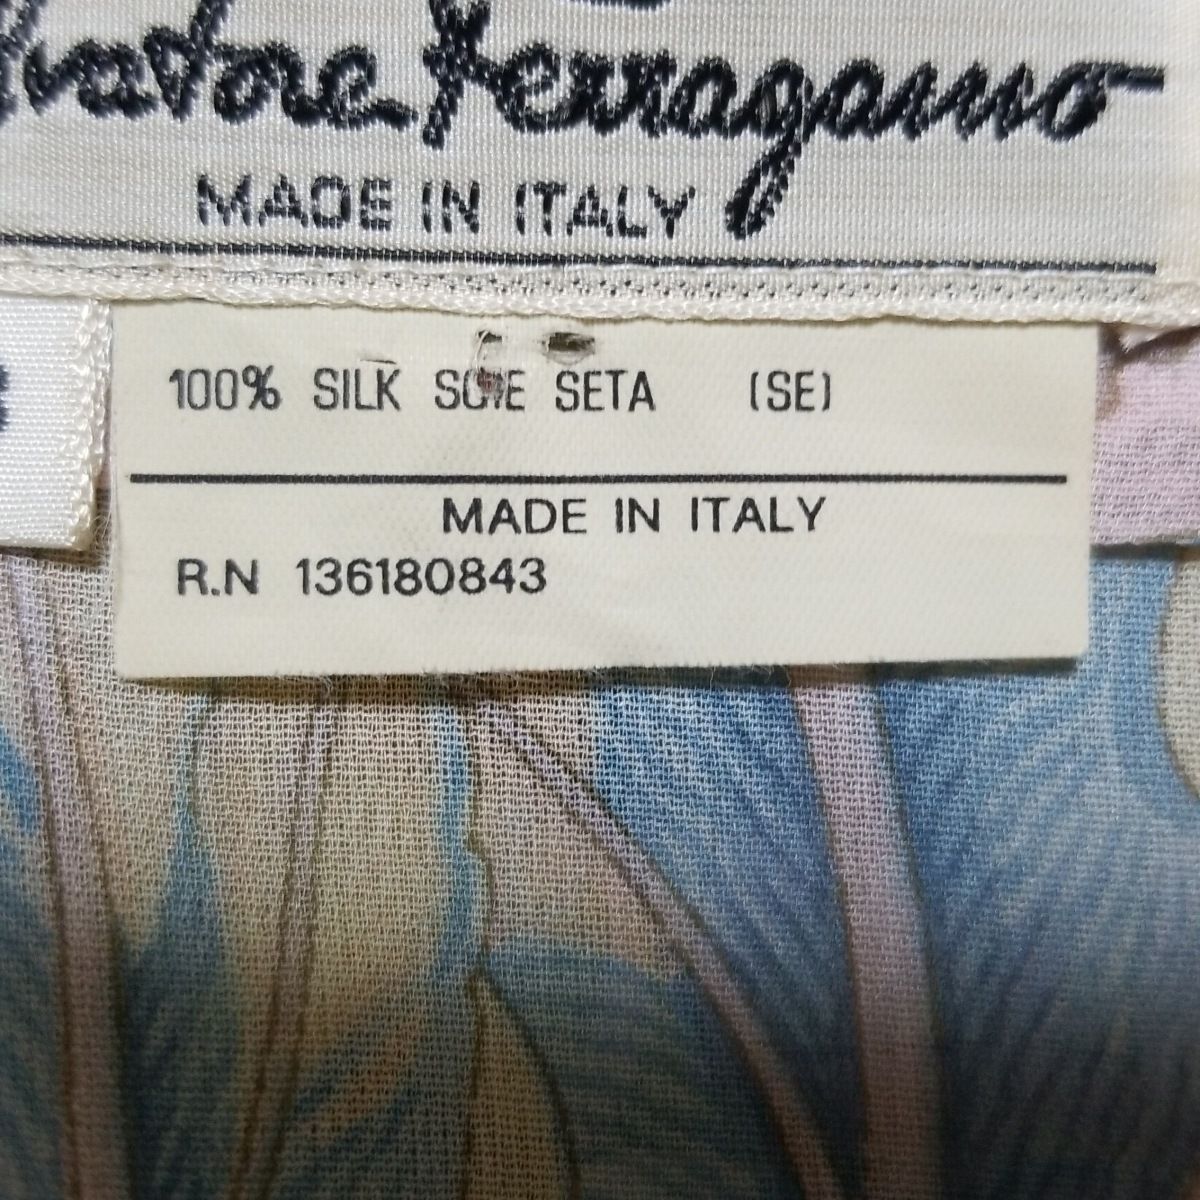 Ferragamo
MADE IN ITALY
100% SILK SOIE SETA (SE)
MADE IN ITALY
R.N 136180843